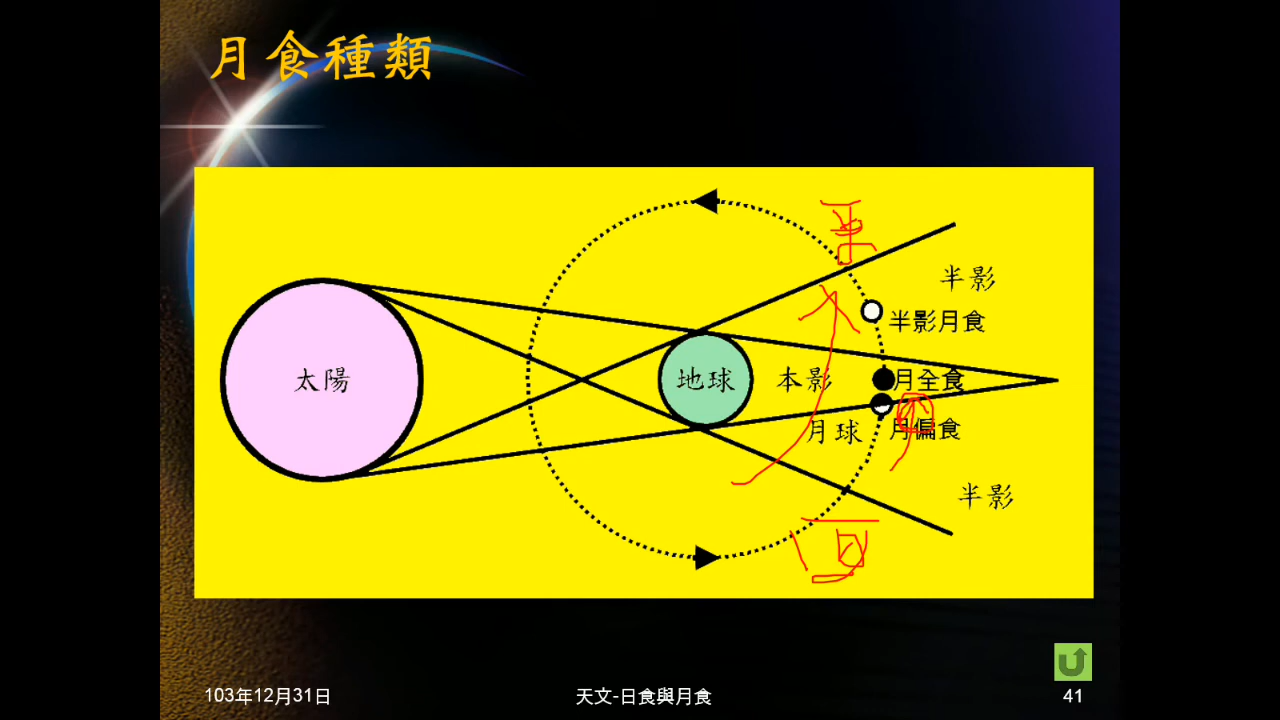 月食種類
半影
半影月食
太陽
地球
本影
月全食
月球
月偏食
半影
103年12月31日
天文-日食與月食
41